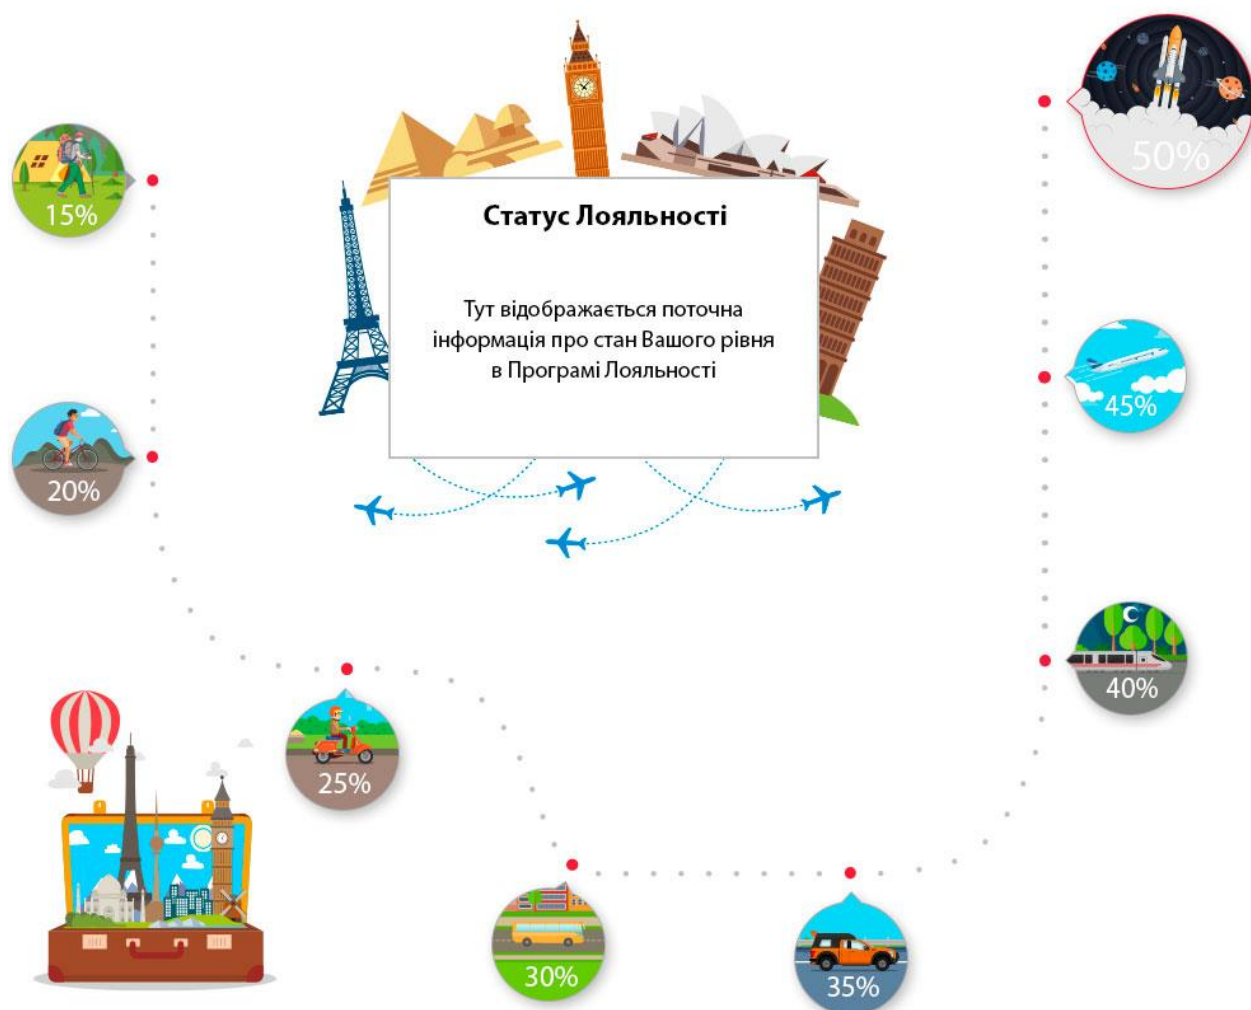 Статус Лояльності
Тут відображається поточна
інформація про стан Вашого рівня
в Програмі Лояльності
15%
20%
25%
30%
35%
40%
45%
50%